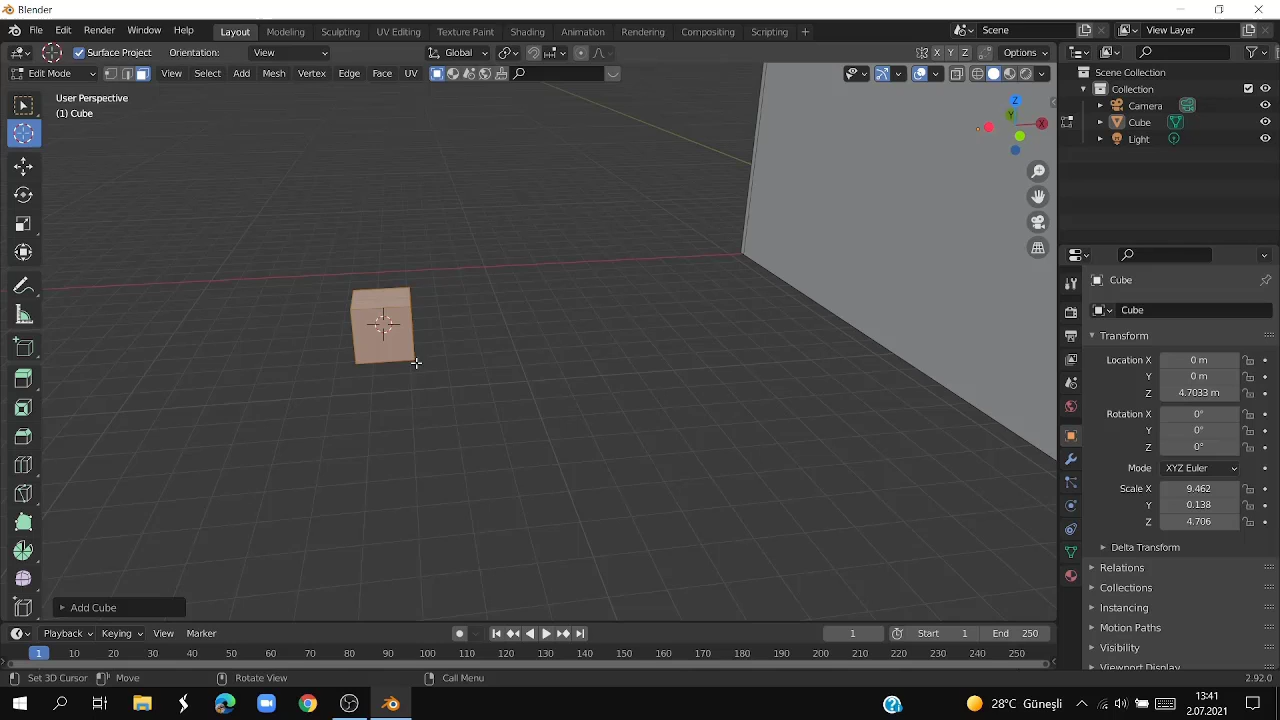 Blender
File Edit Render Window Help Layout Modeling Sculpting UV Editing Texture Paint Shading Animation Rendering Compositing Scripting + Scene View Layer
Surface Project Orientation: View Global X Y Z Options
Edit Mode View Select Add Mesh Vertex Edge Face UV
User Perspective
(1) Cube
Z
Y
X
Add Cube
Scene Collection
Collection
Camera
Cube
Light
Cube
Cube
Transform
Location X 0 m
Y 0 m
Z 4.7033 m
Rotation X 0°
Y 0°
Z 0°
Mode XYZ Euler
Scale X 9.462
Y 0.138
Z 4.706
Delta Transform
Relations
Collections
Instancing
Motion Paths
Visibility
Viewport Display
Playback Keying View Marker 1 Start 1 End 250
1 10 20 30 40 50 60 70 80 90 100 110 120 130 140 150 160 170 180 190 200 210 220 230 240 250
Set 3D Cursor Move Rotate View Call Menu 2.92.0
28°C Güneşli 13:41
2.07.2021